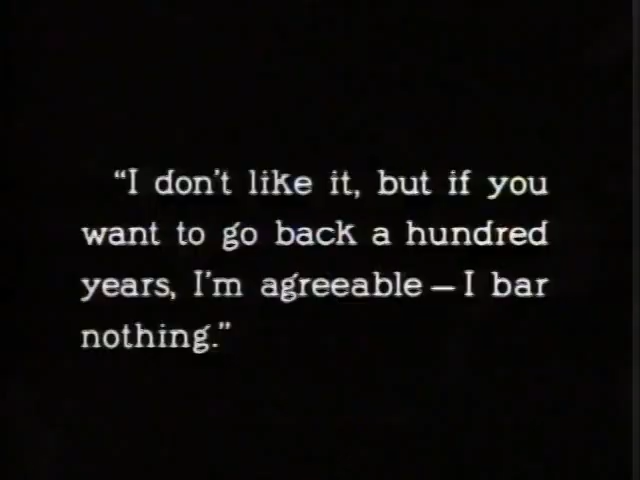 “I don't like it, but if you
want to go back a hundred
years, I'm agreeable — I bar
nothing.”